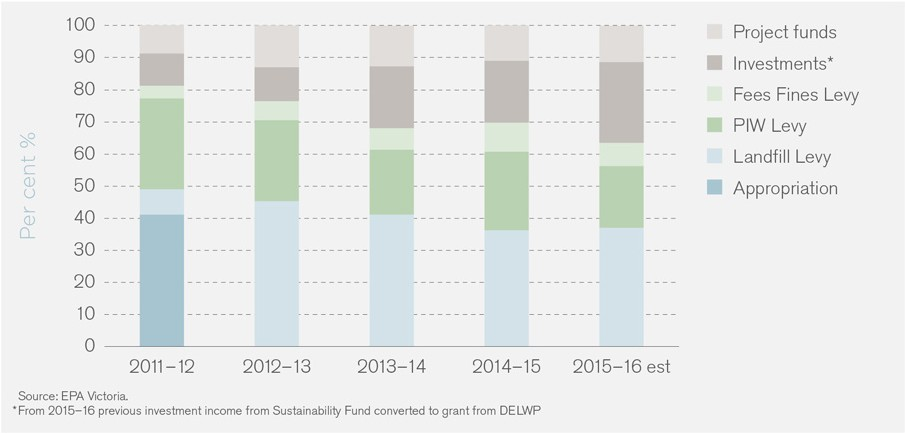 Per cent %
100
90
80
70
60
50
40
30
20
10
0
2011–12 2012–13 2013–14 2014–15 2015–16 est
Project funds
Investments*
Fees Fines Levy
PIW Levy
Landfill Levy
Appropriation
Source: EPA Victoria.
*From 2015–16 previous investment income from Sustainability Fund converted to grant from DELWP